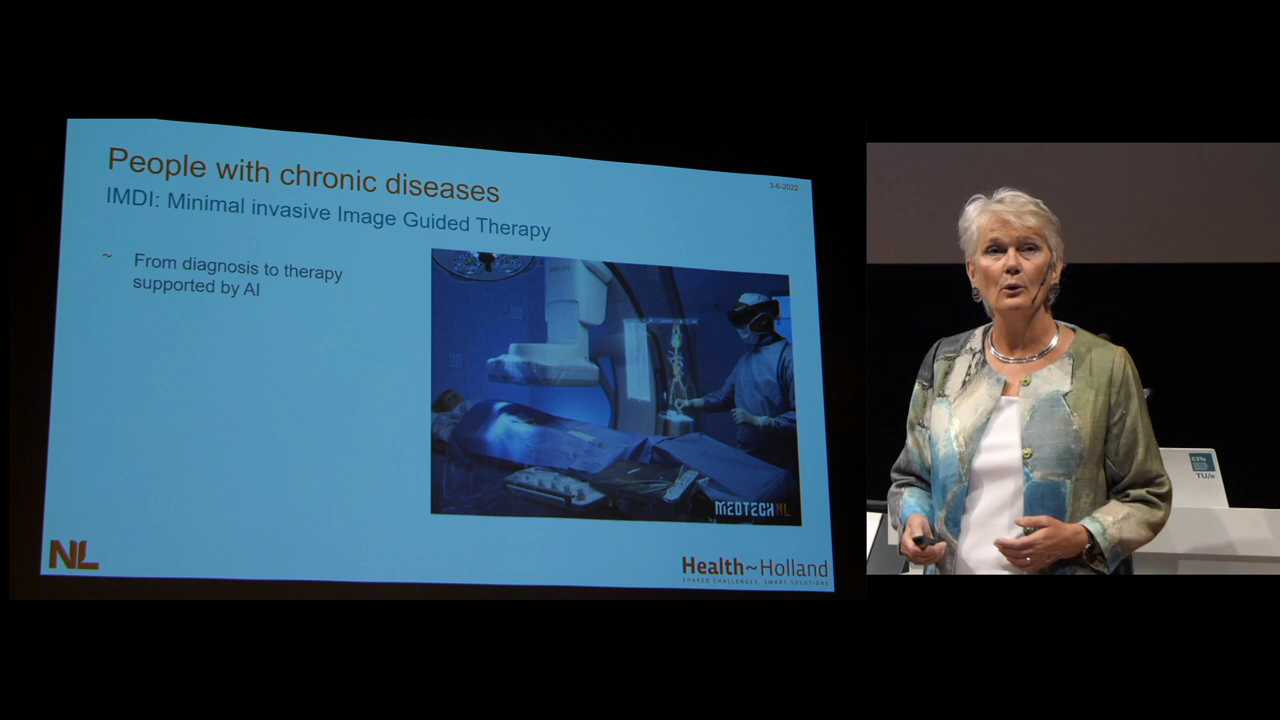 People with chronic diseases
3-6-2022
IMDI: Minimal invasive Image Guided Therapy
~ From diagnosis to therapy
supported by AI
MEDTECHNL
NL
Health~Holland
SHARED CHALLENGES, SMART SOLUTIONS
TU/e